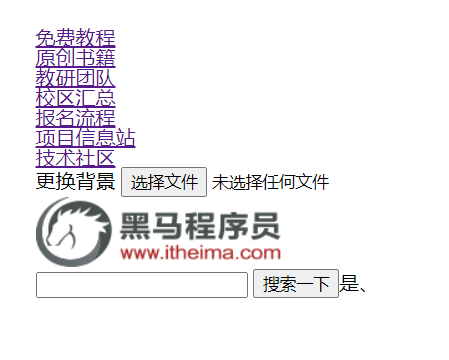 免费教程
原创书籍
教研团队
校区汇总
报名流程
项目信息站
技术社区
更换背景 选择文件 未选择任何文件
黑马程序员
www.itheima.com
搜索一下是、